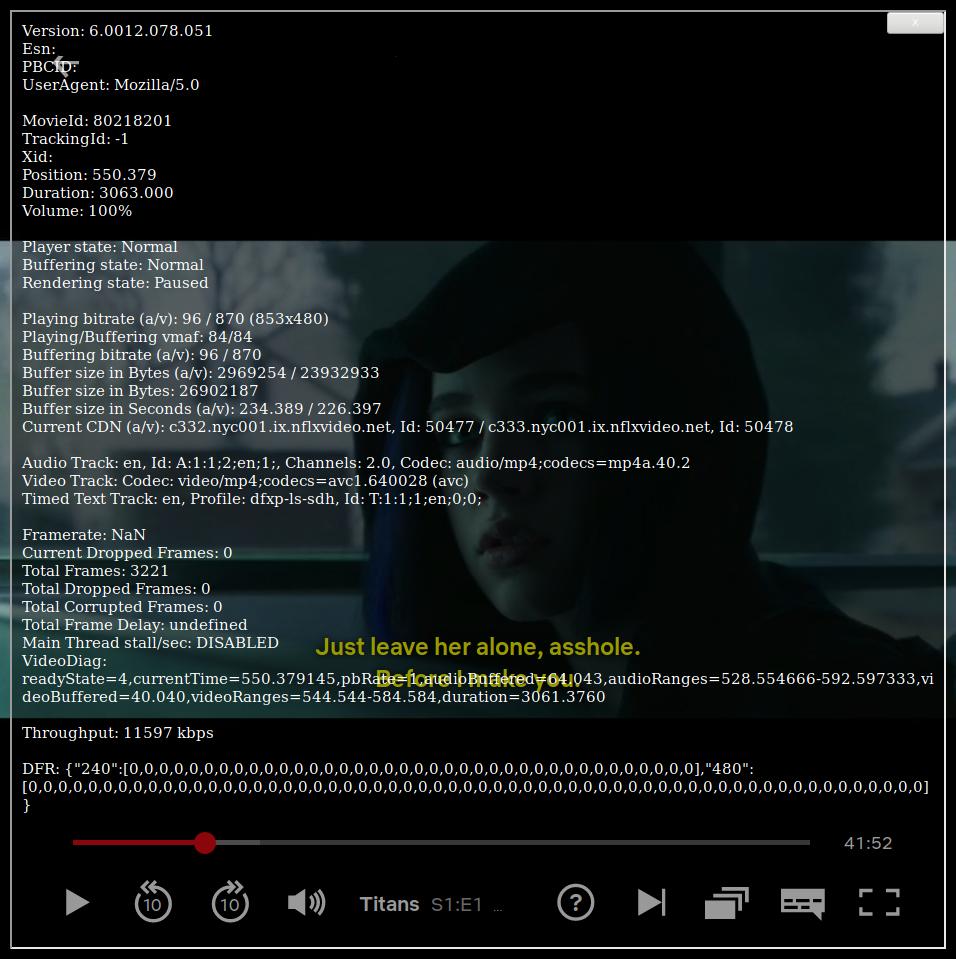 x
Version: 6.0012.078.051
Esn:
PBCID:
UserAgent: Mozilla/5.0
MovieId: 80218201
TrackingId: -1
Xid:
Position: 550.379
Duration: 3063.000
Volume: 100%
Player state: Normal
Buffering state: Normal
Rendering state: Paused
Playing bitrate (a/v): 96 / 870 (853x480)
Playing/Buffering vmaf: 84/84
Buffering bitrate (a/v): 96 / 870
Buffer size in Bytes (a/v): 2969254 / 23932933
Buffer size in Bytes: 26902187
Buffer size in Seconds (a/v): 234.389 / 226.397
Current CDN (a/v): c332.nyc001.ix.nflxvideo.net, Id: 50477 / c333.nyc001.ix.nflxvideo.net, Id: 50478
Audio Track: en, Id: A:1:1;2;en;1;, Channels: 2.0, Codec: audio/mp4;codecs=mp4a.40.2
Video Track: Codec: video/mp4;codecs=avc1.640028 (avc)
Timed Text Track: en, Profile: dfxp-ls-sdh, Id: T:1:1;1;en;0;0;
Framerate: NaN
Current Dropped Frames: 0
Total Frames: 3221
Total Dropped Frames: 0
Total Corrupted Frames: 0
Total Frame Delay: undefined
Main Thread stall/sec: DISABLED
Just leave her alone, asshole.
VideoDiag:
Before I make you.
readyState=4,currentTime=550.379145,pbRate=1,audioBuffered=64.043,audioRanges=528.554666-592.597333,vi
deoBuffered=40.040,videoRanges=544.544-584.584,duration=3061.3760
Throughput: 11597 kbps
DFR: {"240":[0,0,0,0,0,0,0,0,0,0,0,0,0,0,0,0,0,0,0,0,0,0,0,0,0,0,0,0,0,0,0,0,0,0,0,0,0,0],"480":
[0,0,0,0,0,0,0,0,0,0,0,0,0,0,0,0,0,0,0,0,0,0,0,0,0,0,0,0,0,0,0,0,0,0,0,0,0,0,0,0,0,0,0,0,0,0,0,0,0,0,0,0,0,0,0,0,0,0,0,0]
}
41:52
10
10
Titans S1:E1 ...
?